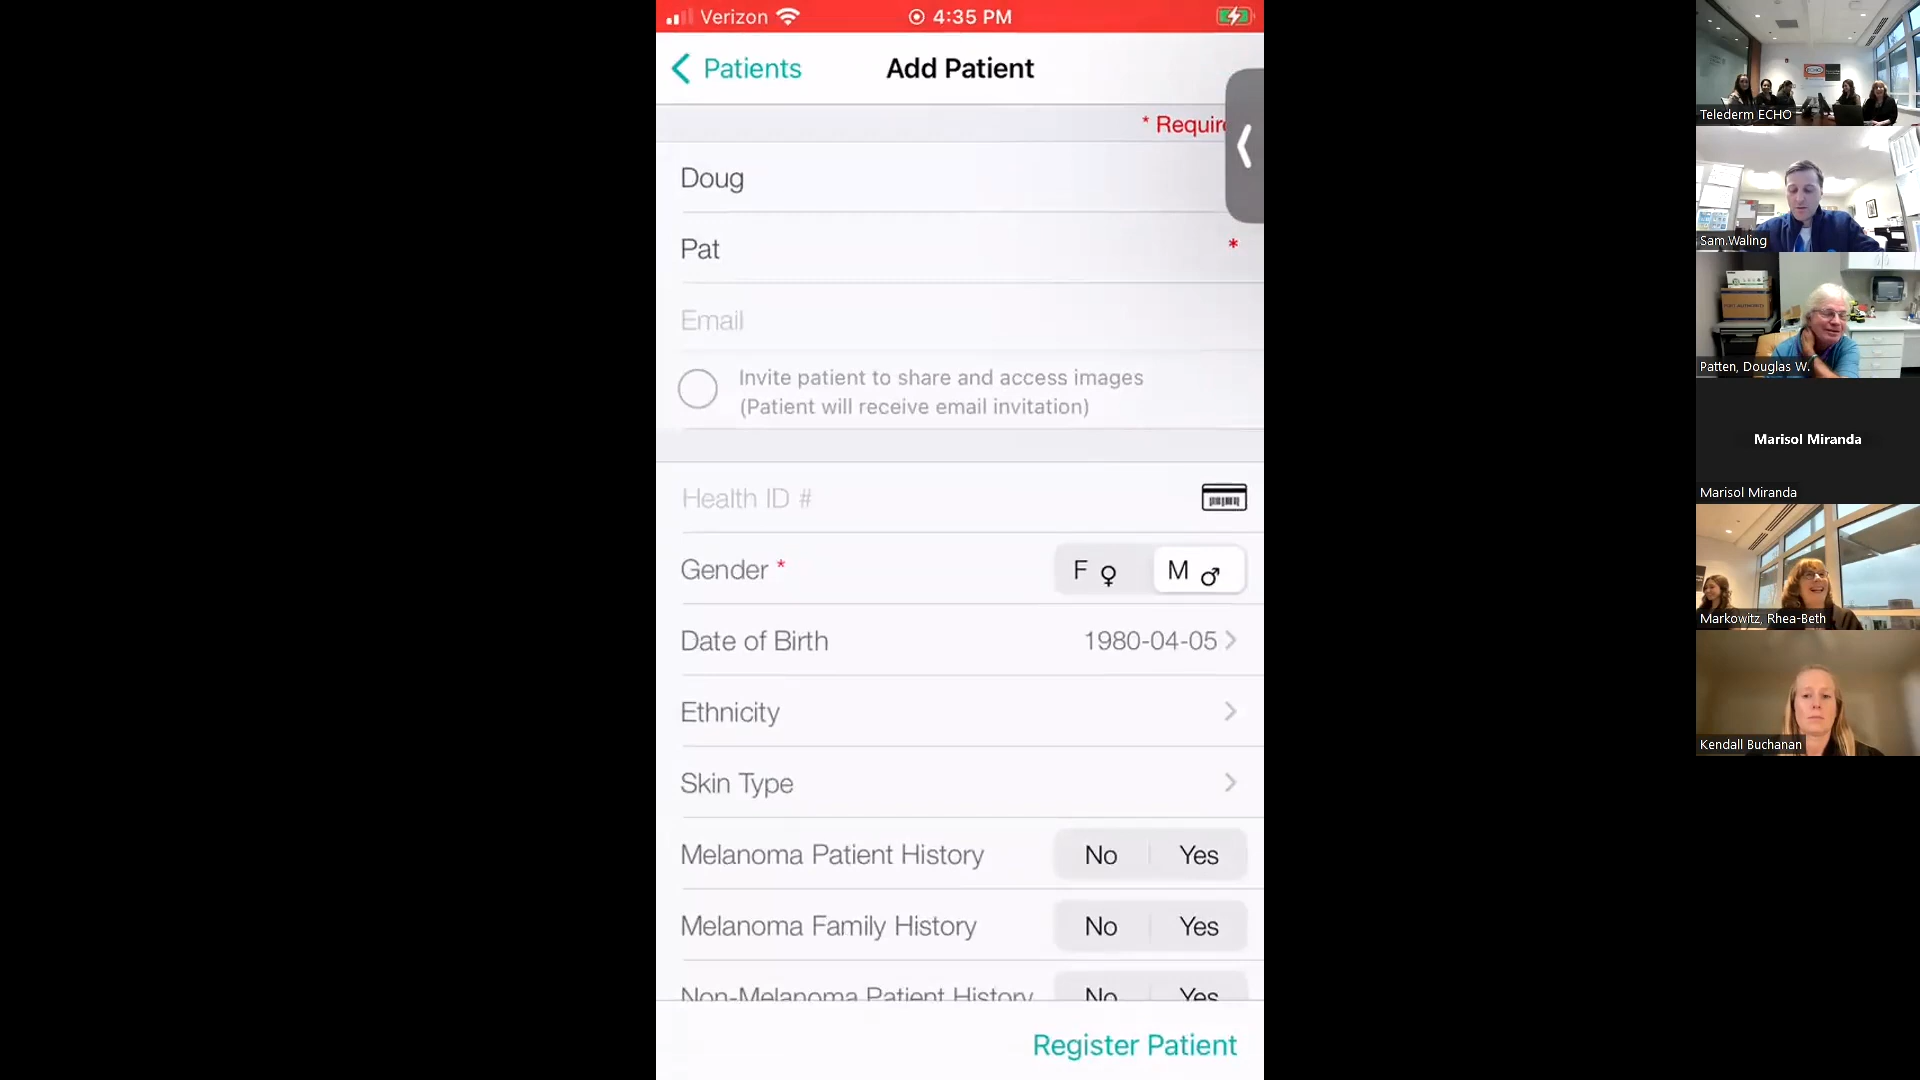 Verizon
4:35 PM
Patients
Add Patient
* Require
Doug
Pat *
Email
Invite patient to share and access images
(Patient will receive email invitation)
Health ID #
Gender * F ♀ M ♂
Date of Birth 1980-04-05
Ethnicity
Skin Type
Melanoma Patient History No Yes
Melanoma Family History No Yes
Non-Melanoma Patient History No Yes
Register Patient
ECHO
Telederm ECHO
Sam.Waling
Patten, Douglas W.
Marisol Miranda
Marisol Miranda
Markowitz, Rhea-Beth
Kendall Buchanan